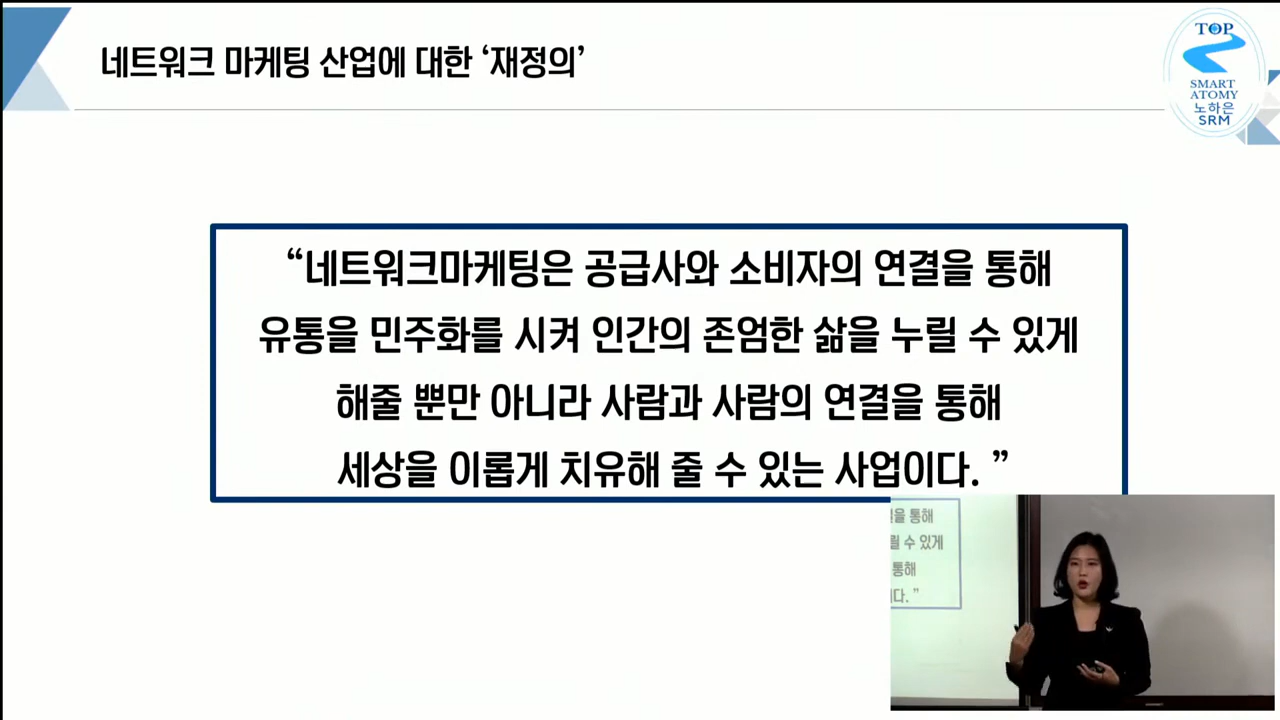 네트워크 마케팅 산업에 대한 ‘재정의’
TOP
SMART
ATOMY
노하은
SRM
“네트워크마케팅은 공급사와 소비자의 연결을 통해
유통을 민주화를 시켜 인간의 존엄한 삶을 누릴 수 있게
해줄 뿐만 아니라 사람과 사람의 연결을 통해
세상을 이롭게 치유해 줄 수 있는 사업이다. ”
을 통해
릴 수 있게
통해
다. ”